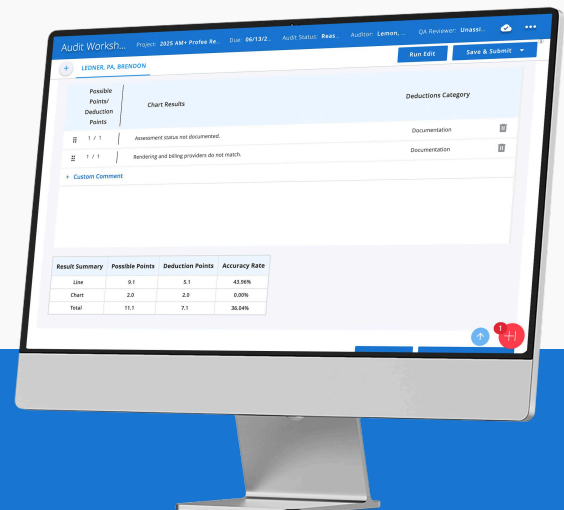 Audit Worksh... Project: 2025 AM+ Profee Re.. Due: 06/13/2.. Audit Status: Reas.. Auditor: Lemon, ... QA Reviewer: Unassi.. •••
+ LEDNER, PA, BRENDON Run Edit Save & Submit
Possible
Points/
Deduction
Points
Chart Results
Deductions Category
1 / 1 Assessment status not documented. Documentation
1 / 1 Rendering and billing providers do not match. Documentation
+ Custom Comment
Result Summary Possible Points Deduction Points Accuracy Rate
Line 9.1 5.1 43.96%
Chart 2.0 2.0 0.00%
Total 11.1 7.1 36.04%
1